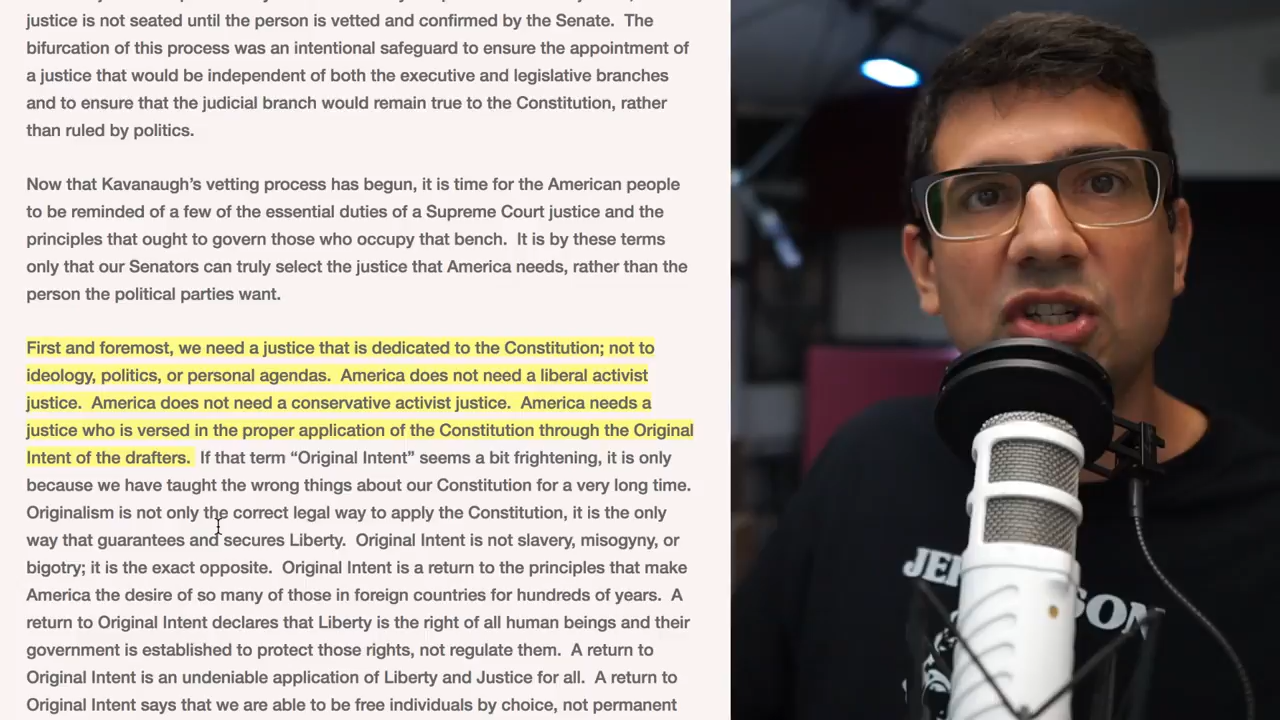 justice is not seated until the person is vetted and confirmed by the Senate.  The
bifurcation of this process was an intentional safeguard to ensure the appointment of
a justice that would be independent of both the executive and legislative branches
and to ensure that the judicial branch would remain true to the Constitution, rather
than ruled by politics.
Now that Kavanaugh’s vetting process has begun, it is time for the American people
to be reminded of a few of the essential duties of a Supreme Court justice and the
principles that ought to govern those who occupy that bench.  It is by these terms
only that our Senators can truly select the justice that America needs, rather than the
person the political parties want.
First and foremost, we need a justice that is dedicated to the Constitution; not to
ideology, politics, or personal agendas.  America does not need a liberal activist
justice.  America does not need a conservative activist justice.  America needs a
justice who is versed in the proper application of the Constitution through the Original
Intent of the drafters.  If that term “Original Intent” seems a bit frightening, it is only
because we have taught the wrong things about our Constitution for a very long time.
Originalism is not only the correct legal way to apply the Constitution, it is the only
way that guarantees and secures Liberty.  Original Intent is not slavery, misogyny, or
bigotry; it is the exact opposite.  Original Intent is a return to the principles that make
America the desire of so many of those in foreign countries for hundreds of years.  A
return to Original Intent declares that Liberty is the right of all human beings and their
government is established to protect those rights, not regulate them.  A return to
Original Intent is an undeniable application of Liberty and Justice for all.  A return to
Original Intent says that we are able to be free individuals by choice, not permanent